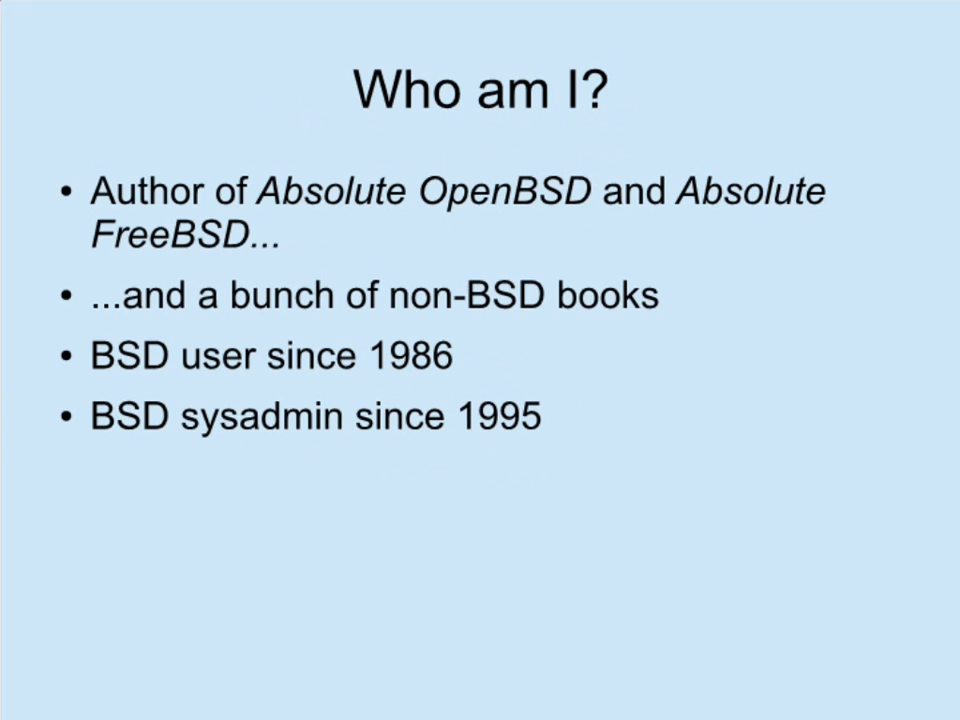 Who am I?
• Author of Absolute OpenBSD and Absolute
FreeBSD...
• ...and a bunch of non-BSD books
• BSD user since 1986
• BSD sysadmin since 1995